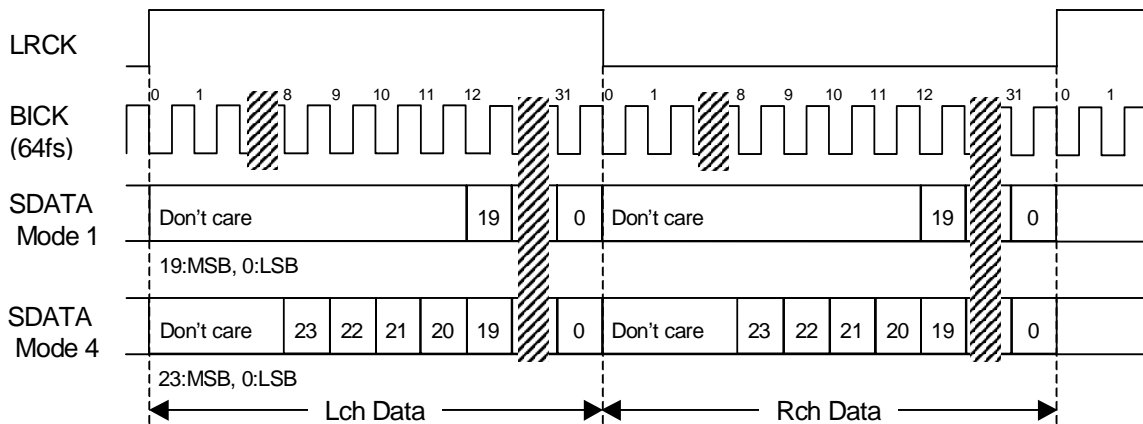 LRCK
BICK
(64fs)
0 1 8 9 10 11 12 31 0 1 8 9 10 11 12 31 0 1
SDATA
Mode 1
Don't care 19 0 Don't care 19 0
19:MSB, 0:LSB
SDATA
Mode 4
Don't care 23 22 21 20 19 0 Don't care 23 22 21 20 19 0
23:MSB, 0:LSB
Lch Data Rch Data